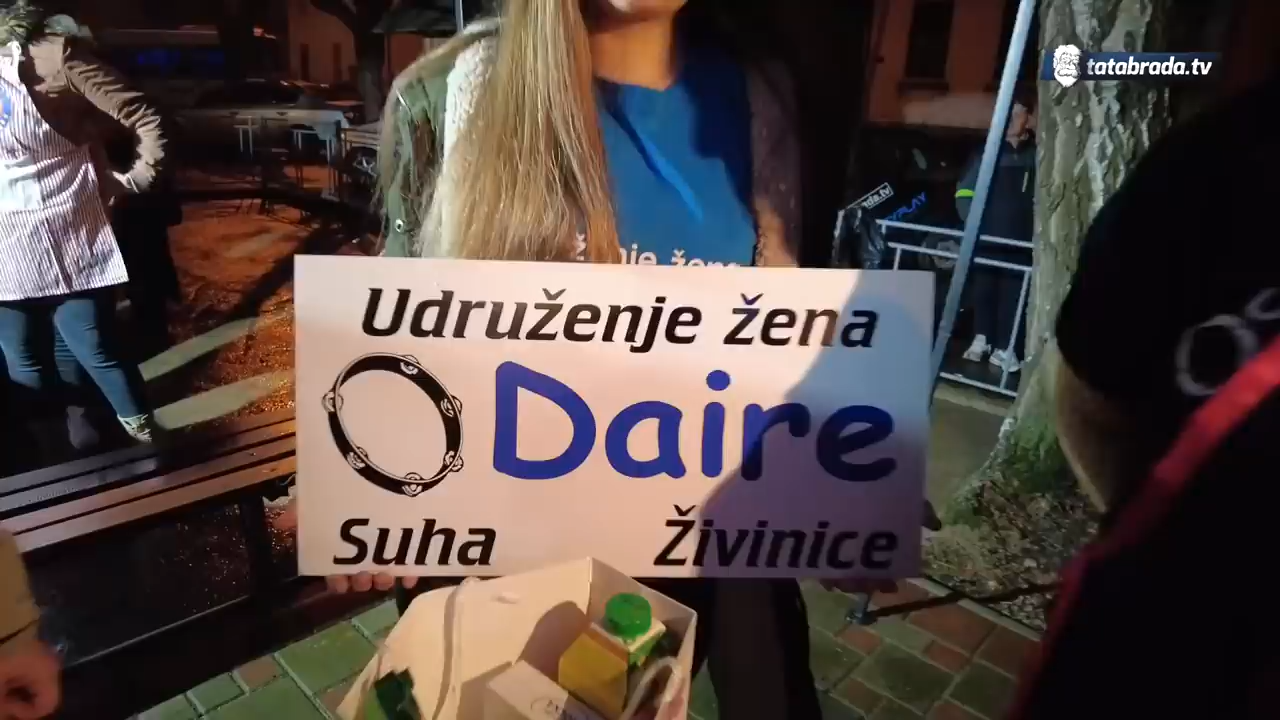 tatabrada.tv
Udruženje žena
Daire
Suha Živinice